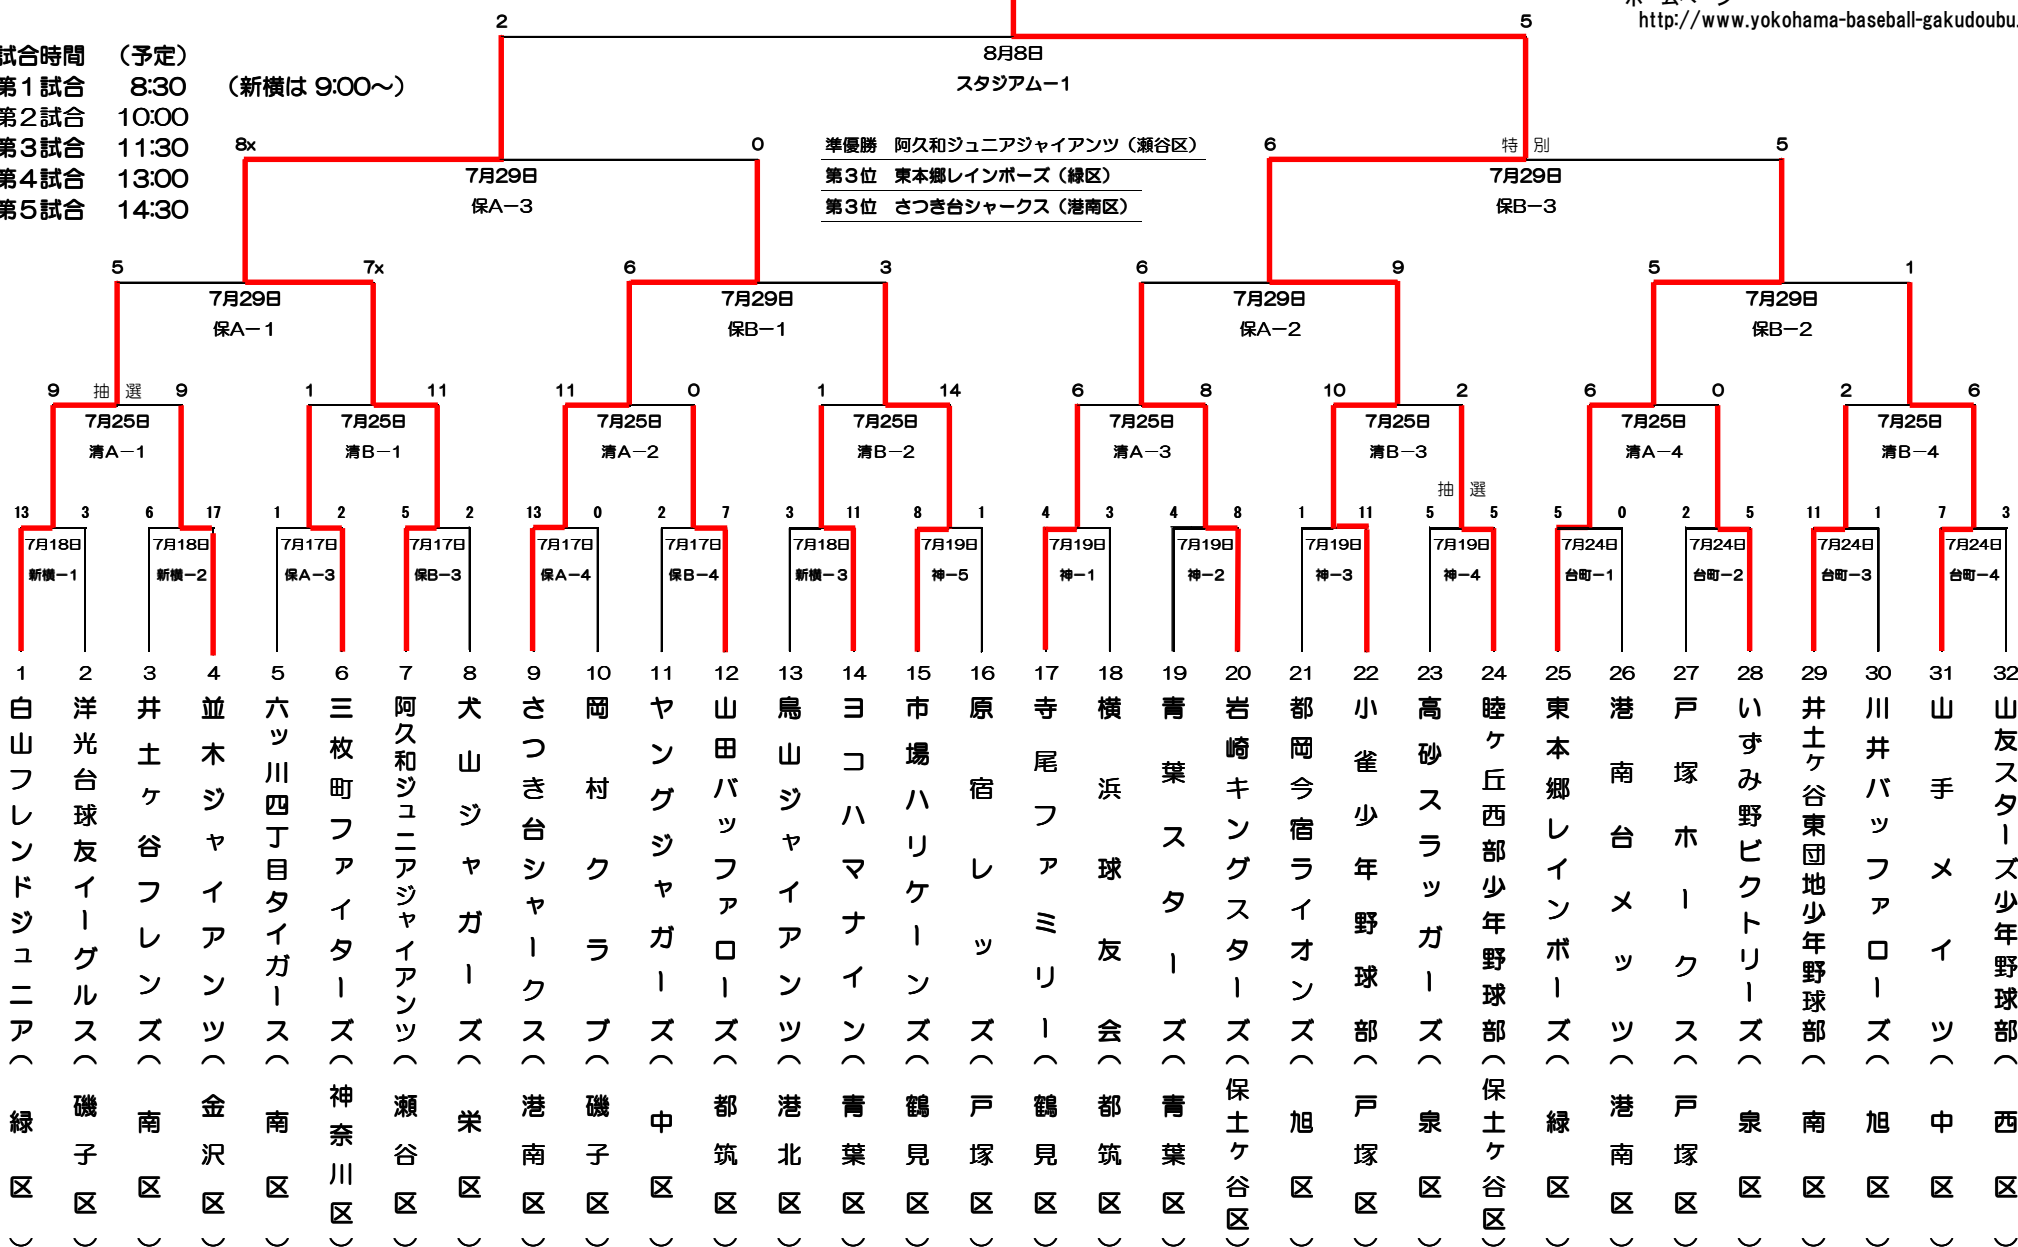 ホームページ
http://www.yokohama-baseball-gakudoubu.
2
5
8月8日
スタジアムー1
試合時間 （予定）
第1試合 8:30 （新横は 9:00〜）
第2試合 10:00
第3試合 11:30
第4試合 13:00
第5試合 14:30
準優勝 阿久和ジュニアジャイアンツ（瀬谷区）
第3位 東本郷レインボーズ（緑区）
第3位 さつき台シャークス（港南区）
8x 0 6 特別 5
7月29日 7月29日
保A－3 保B－3
5 7x 6 3 6 9 5 1
7月29日 7月29日 7月29日 7月29日
保A－1 保B－1 保A－2 保B－2
9 抽選 9 1 11 11 0 1 14 6 8 10 2 6 0 2 6
7月25日 7月25日 7月25日 7月25日 7月25日 7月25日 7月25日 7月25日
清A－1 清B－1 清A－2 清B－2 清A－3 清B－3 清A－4 清B－4
抽選
13 3 6 17 1 2 5 2 13 0 2 7 3 11 8 1 4 3 4 8 1 11 5 5 5 0 2 5 11 1 7 3
7月18日 7月18日 7月17日 7月17日 7月17日 7月17日 7月18日 7月19日 7月19日 7月19日 7月19日 7月19日 7月24日 7月24日 7月24日 7月24日
新横－1 新横－2 保A－3 保B－3 保A－4 保B－4 新横－3 神－5 神－1 神－2 神－3 神－4 台町－1 台町－2 台町－3 台町－4
1 白山フレンドジュニア（緑区）
2 洋光台球友イーグルス（磯子区）
3 井土ヶ谷フレンズ（南区）
4 並木ジャイアンツ（金沢区）
5 六ッ川四丁目タイガース（南区）
6 三枚町ファイターズ（神奈川区）
7 阿久和ジュニアジャイアンツ（瀬谷区）
8 犬山ジャガーズ（栄区）
9 さつき台シャークス（港南区）
10 岡村クラブ（磯子区）
11 ヤングジャガーズ（中区）
12 山田バッファローズ（都筑区）
13 鳥山ジャイアンツ（港北区）
14 ヨコハマナイン（青葉区）
15 市場ハリケーンズ（鶴見区）
16 原宿レッズ（戸塚区）
17 寺尾ファミリー（鶴見区）
18 横浜球友会（都筑区）
19 青葉スターズ（青葉区）
20 岩崎キングスターズ（保土ケ谷区）
21 都岡今宿ライオンズ（旭区）
22 小雀少年野球部（戸塚区）
23 高砂スラッガーズ（泉区）
24 睦ヶ丘西部少年野球部（保土ケ谷区）
25 東本郷レインボーズ（緑区）
26 港南台メッツ（港南区）
27 戸塚ホークス（戸塚区）
28 いずみ野ビクトリーズ（泉区）
29 井土ヶ谷東団地少年野球部（南区）
30 川井バッファローズ（旭区）
31 山手メイツ（中区）
32 山友スターズ少年野球部（西区）